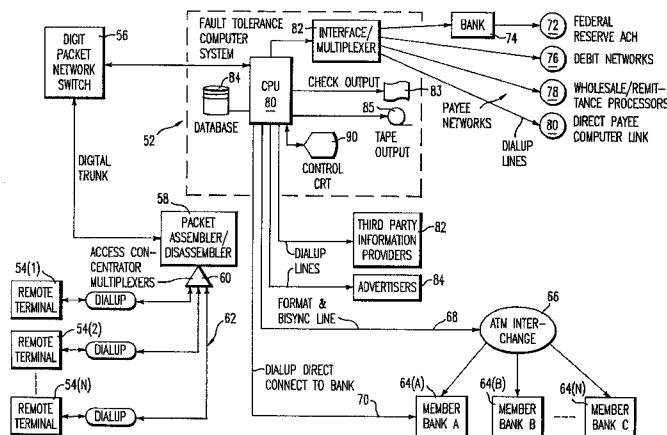 56
DIGIT
PACKET
NETWORK
SWITCH
FAULT TOLERANCE
COMPUTER
SYSTEM
82
INTERFACE/
MULTIPLEXER
BANK
74
72
FEDERAL
RESERVE ACH
76
DEBIT NETWORKS
78
WHOLESALE/REMIT-
TANCE PROCESSORS
80
DIRECT PAYEE
COMPUTER LINK
PAYEE
NETWORKS
DIALUP
LINES
84
DATABASE
CPU
80
CHECK OUTPUT
83
85
TAPE
OUTPUT
90
CONTROL
CRT
52
DIGITAL
TRUNK
58
PACKET
ASSEMBLER/
DISASSEMBLER
ACCESS CON-
CENTRATOR
MULTIPLEXERS
60
62
54(1)
REMOTE
TERMINAL
DIALUP
54(2)
REMOTE
TERMINAL
DIALUP
54(N)
REMOTE
TERMINAL
DIALUP
DIALUP
LINES
THIRD PARTY
INFORMATION
PROVIDERS
82
ADVERTISERS
84
FORMAT &
BISYNC LINE
68
66
ATM INTER-
CHANGE
DIALUP DIRECT
CONNECT TO BANK
70
64(A)
MEMBER
BANK A
64(B)
MEMBER
BANK B
64(N)
MEMBER
BANK C